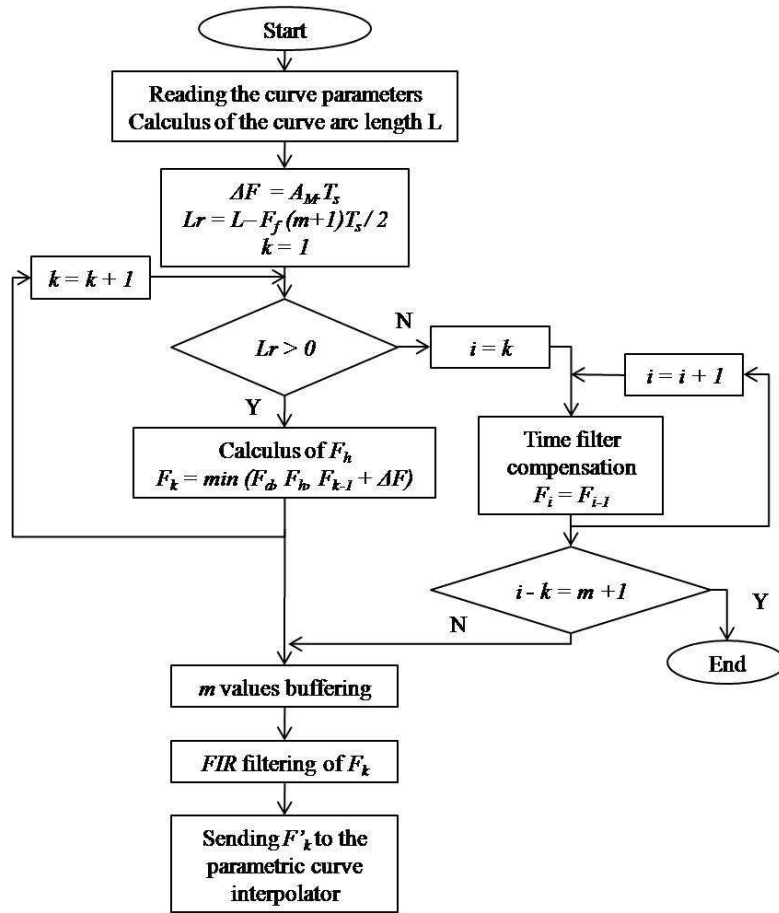 Start
Reading the curve parameters
Calculus of the curve arc length L
ΔF = A_M T_s
Lr = L– F_f (m+1)T_s / 2
k = 1
k = k + 1
Lr > 0
N
i = k
i = i + 1
Y
Calculus of F_h
F_k = min (F_d, F_h, F_{k-1} + ΔF)
Time filter
compensation
F_i = F_{i-1}
i - k = m +1
Y
N
End
m values buffering
FIR filtering of F_k
Sending F'_k to the
parametric curve
interpolator